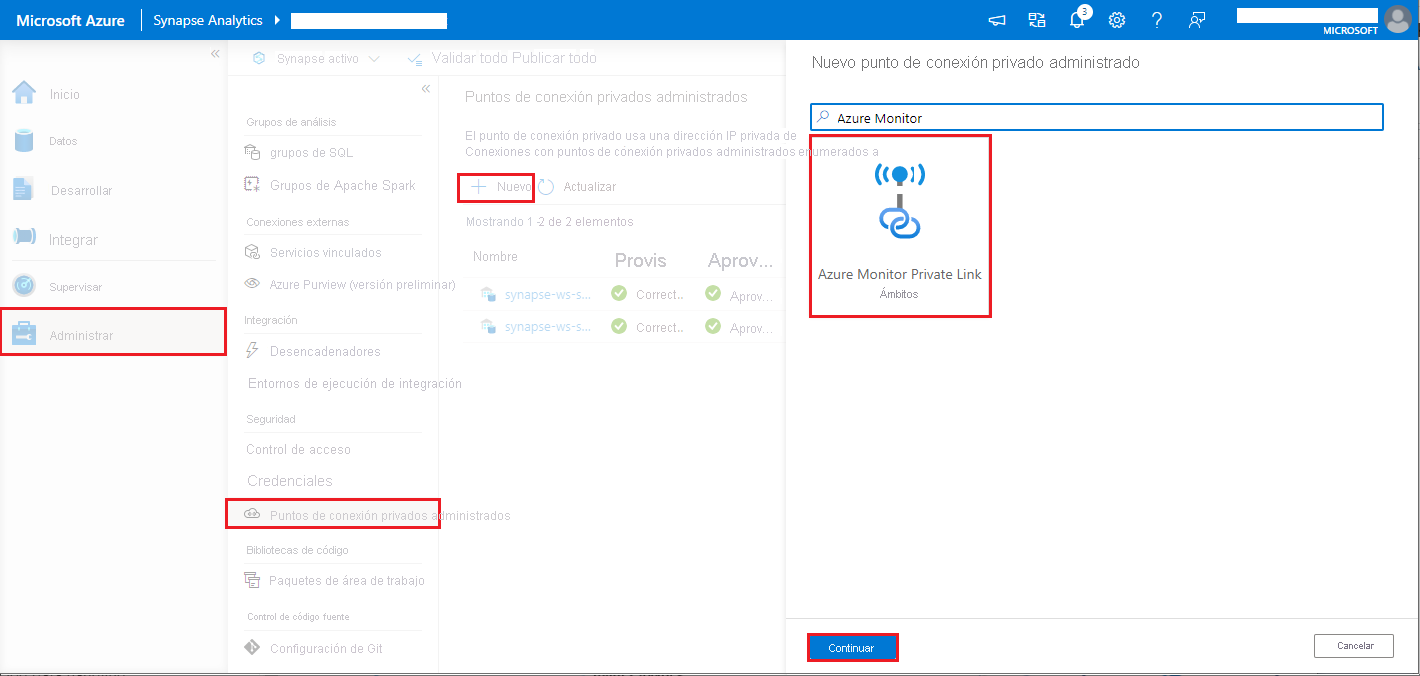 Microsoft Azure
Synapse Analytics
3
MICROSOFT
Inicio
Datos
Desarrollar
Integrar
Supervisar
Administrar
Synapse activo
Validar todo Publicar todo
Grupos de análisis
grupos de SQL
Grupos de Apache Spark
Conexiones externas
Servicios vinculados
Azure Purview (versión preliminar)
Integración
Desencadenadores
Entornos de ejecución de integración
Seguridad
Control de acceso
Credenciales
Puntos de conexión privados administrados
Bibliotecas de código
Paquetes de área de trabajo
Control de código fuente
Configuración de Git
Puntos de conexión privados administrados
El punto de conexión privado usa una dirección IP privada de
Conexiones con puntos de conexión privados administrados enumerados a
Nuevo
Actualizar
Mostrando 1 -2 de 2 elementos
Nombre Provis Aprov...
synapse-ws-s... Correct.. Aprov...
synapse-ws-s... Correct.. Aprov...
Nuevo punto de conexión privado administrado
Azure Monitor
Azure Monitor Private Link
Ámbitos
Continuar
Cancelar